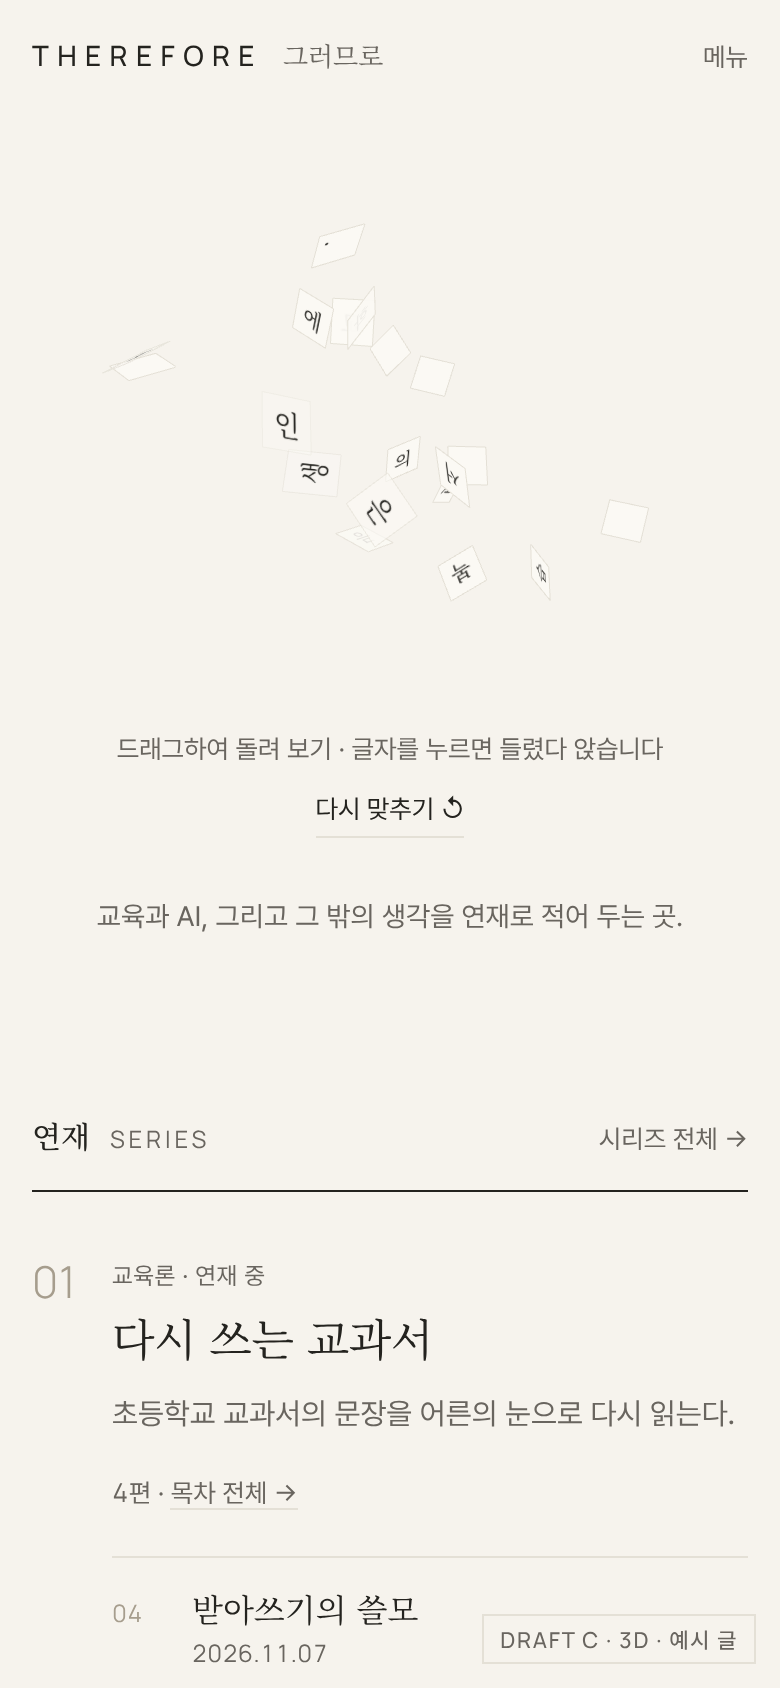 THEREFORE 그러므로
메뉴
에
인
쭝
의
은
눔
드래그하여 돌려 보기 · 글자를 누르면 들렸다 앉습니다
다시 맞추기
교육과 AI, 그리고 그 밖의 생각을 연재로 적어 두는 곳.
연재 SERIES
시리즈 전체 →
01
교육론 · 연재 중
다시 쓰는 교과서
초등학교 교과서의 문장을 어른의 눈으로 다시 읽는다.
4편 · 목차 전체 →
04
받아쓰기의 쓸모
2026.11.07
DRAFT C · 3D · 예시 글